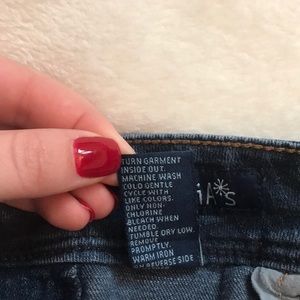 TURN GARMENT
INSIDE OUT.
MACHINE WASH
COLD GENTLE
CYCLE WITH
LIKE COLORS.
ONLY NON-
CHLORINE
BLEACH WHEN
NEEDED.
TUMBLE DRY LOW.
REMOVE
PROMPTLY.
WARM IRON
REVERSE SIDE